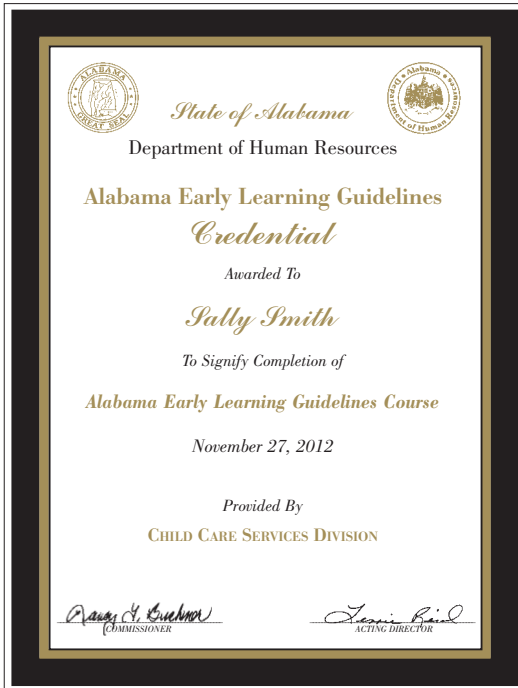 ALABAMA
GREAT SEAL
Alabama
Department of Human Resources
State of Alabama
Department of Human Resources
Alabama Early Learning Guidelines
Credential
Awarded To
Sally Smith
To Signify Completion of
Alabama Early Learning Guidelines Course
November 27, 2012
Provided By
CHILD CARE SERVICES DIVISION
Nancy
COMMISSIONER
ACTING DIRECTOR